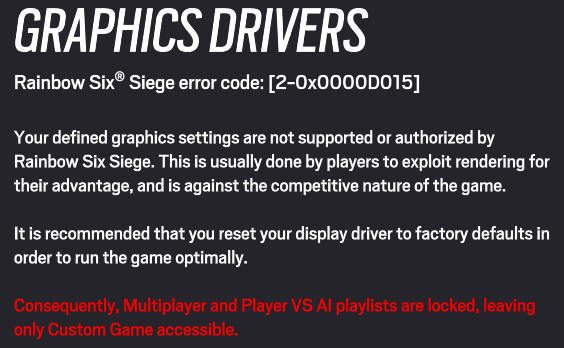 GRAPHICS DRIVERS
Rainbow Six® Siege error code: [2-0x0000D015]
Your defined graphics settings are not supported or authorized by
Rainbow Six Siege. This is usually done by players to exploit rendering for
their advantage, and is against the competitive nature of the game.
It is recommended that you reset your display driver to factory defaults in
order to run the game optimally.
Consequently, Multiplayer and Player VS AI playlists are locked, leaving
only Custom Game accessible.